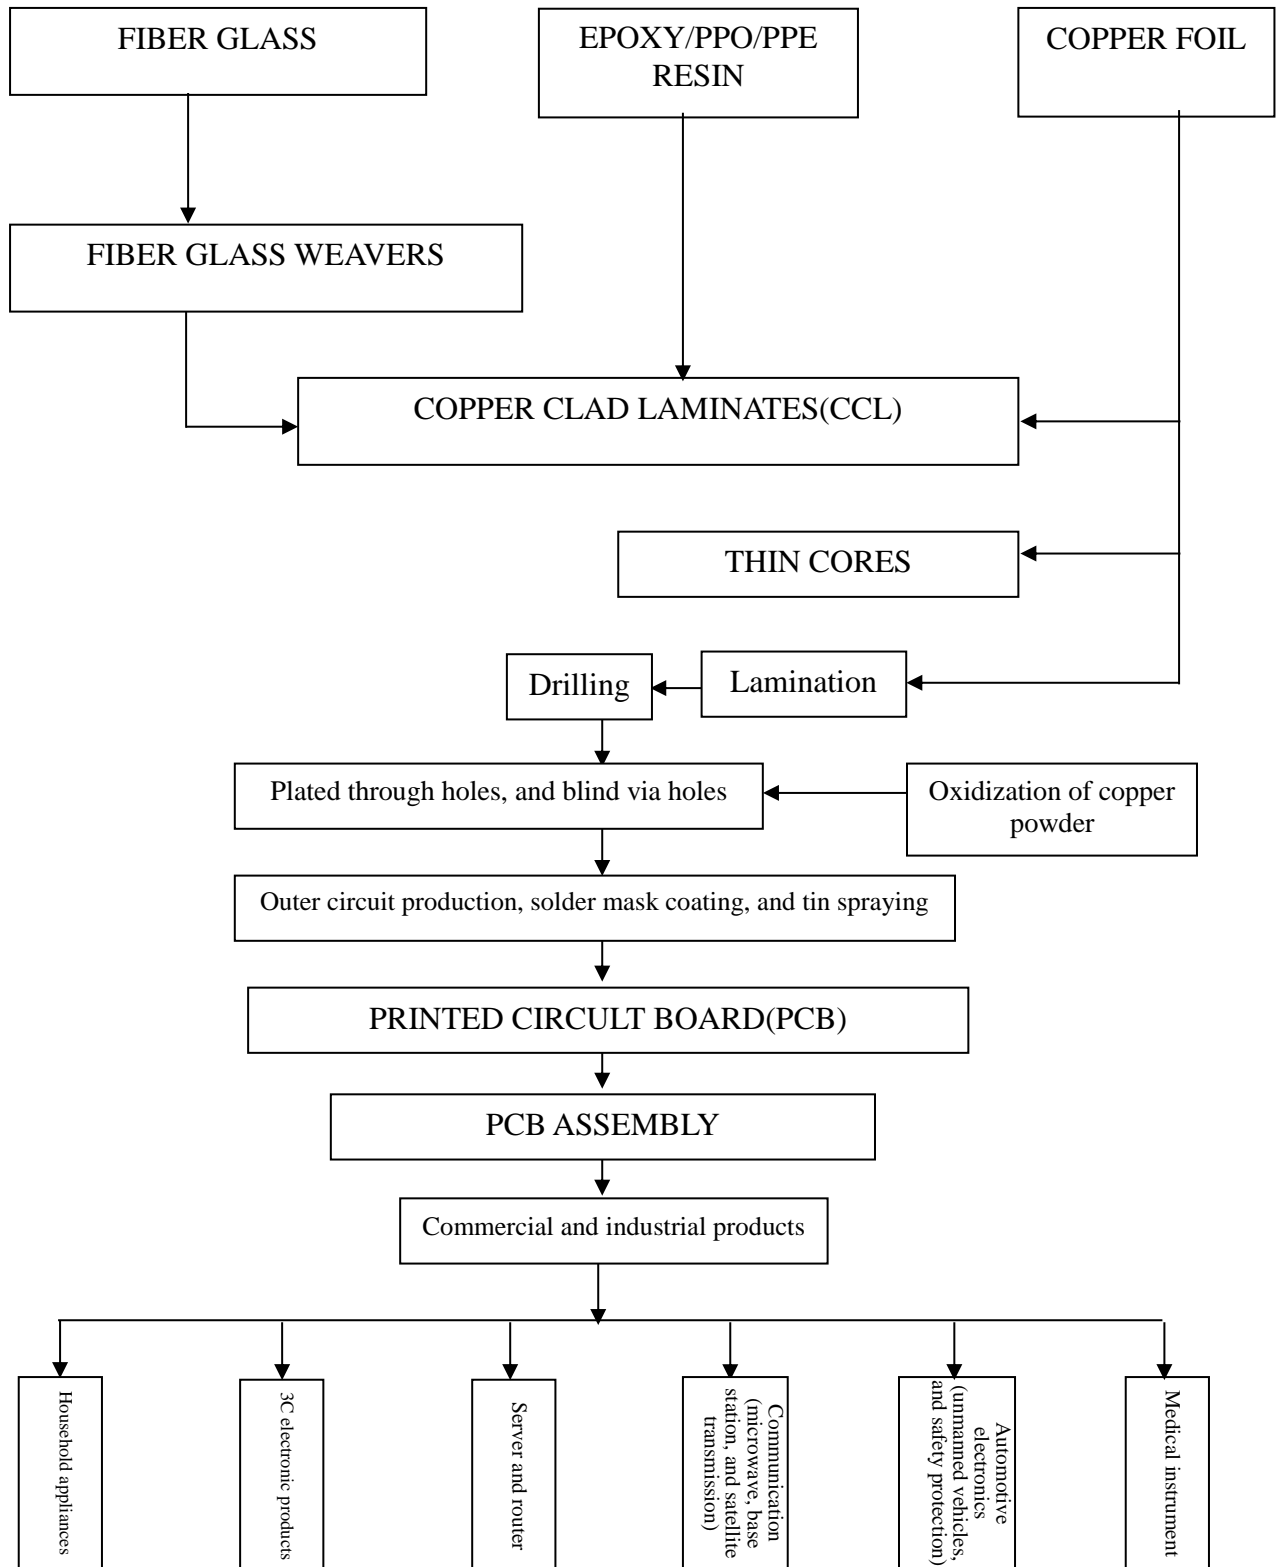 FIBER GLASS
EPOXY/PPO/PPE
RESIN
COPPER FOIL
FIBER GLASS WEAVERS
COPPER CLAD LAMINATES(CCL)
THIN CORES
Drilling
Lamination
Plated through holes, and blind via holes
Oxidization of copper
powder
Outer circuit production, solder mask coating, and tin spraying
PRINTED CIRCULT BOARD(PCB)
PCB ASSEMBLY
Commercial and industrial products
Household appliances
3C electronic products
Server and router
Communication
(microwave, base
station, and satellite
transmission)
Automotive
electronics
(unmanned vehicles,
and safety protection)
Medical instrument